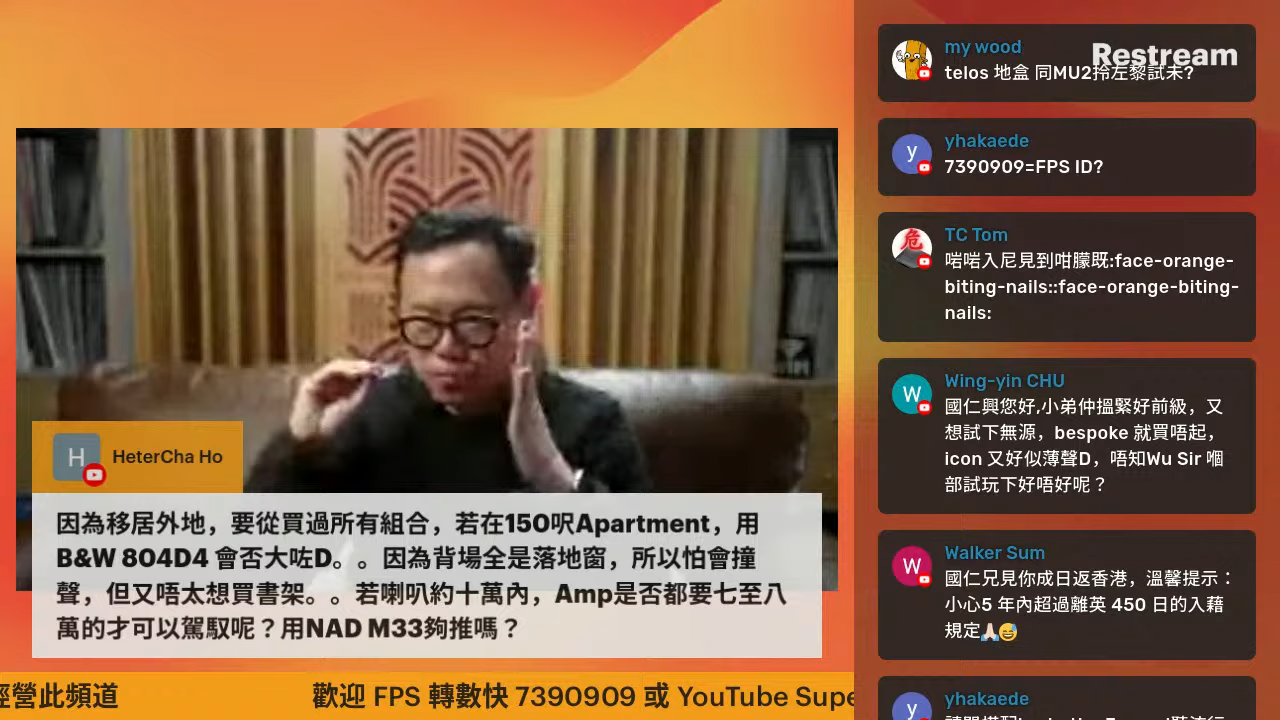 H
HeterCha Ho
因為移居外地，要從買過所有組合，若在150呎Apartment，用
B&W 804D4 會否大咗D。。因為背場全是落地窗，所以怕會撞
聲，但又唔太想買書架。。若喇叭約十萬內，Amp是否都要七至八
萬的才可以駕馭呢？用NAD M33夠推嗎？
營此頻道
歡迎 FPS 轉數快 7390909 或 YouTube Supe
Restream
my wood
telos 地盒 同MU2拎左黎試未?
y
yhakaede
7390909=FPS ID?
危
TC Tom
啱啱入尼見到咁朦既:face-orange-
biting-nails::face-orange-biting-
nails:
W
Wing-yin CHU
國仁興您好,小弟仲搵緊好前級，又
想試下無源，bespoke 就買唔起，
icon 又好似薄聲D，唔知Wu Sir 嗰
部試玩下好唔好呢？
W
Walker Sum
國仁兄見你成日返香港，溫馨提示：
小心5 年內超過離英 450 日的入藉
規定🙏🏻😅
y
yhakaede